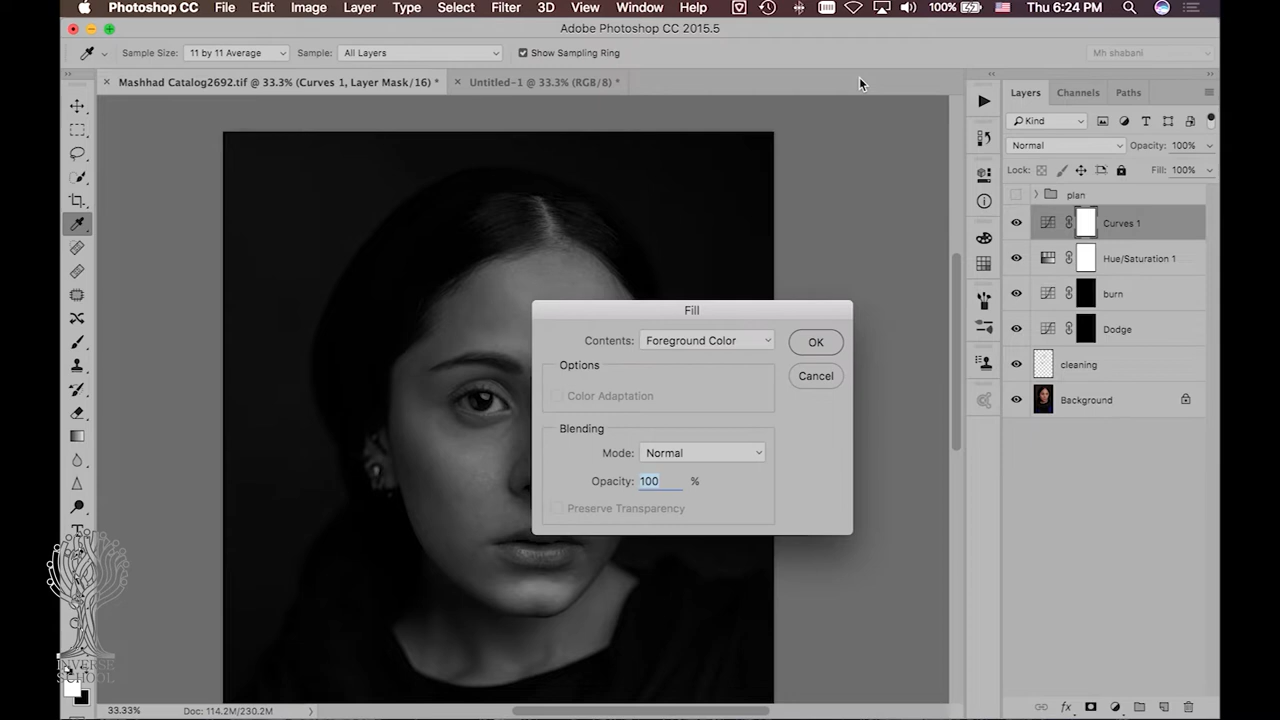 Photoshop CC File Edit Image Layer Type Select Filter 3D View Window Help 100% Thu 6:24 PM
Adobe Photoshop CC 2015.5
Sample Size: 11 by 11 Average Sample: All Layers Show Sampling Ring Mh shabani
Mashhad Catalog2692.tif @ 33.3% (Curves 1, Layer Mask/16) * Untitled-1 @ 33.3% (RGB/8) *
Layers Channels Paths
Kind
Normal Opacity: 100%
Lock: Fill: 100%
plan
Curves 1
Hue/Saturation 1
burn
Dodge
cleaning
Background
Fill
Contents: Foreground Color OK
Options
Cancel
Color Adaptation
Blending
Mode: Normal
Opacity: 100 %
Preserve Transparency
INVERSE
SCHOOL
33.33% Doc: 114.2M/230.2M